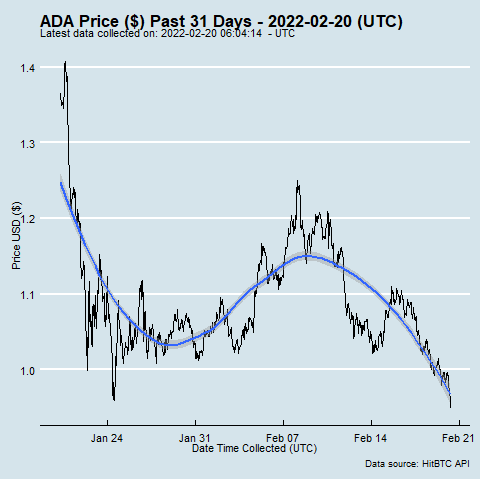 ADA Price ($) Past 31 Days - 2022-02-20 (UTC)
Latest data collected on: 2022-02-20 06:04:14 - UTC
Price USD ($)
1.4
1.3
1.2
1.1
1.0
Jan 24 Jan 31 Feb 07 Feb 14 Feb 21
Date Time Collected (UTC)
Data source: HitBTC API